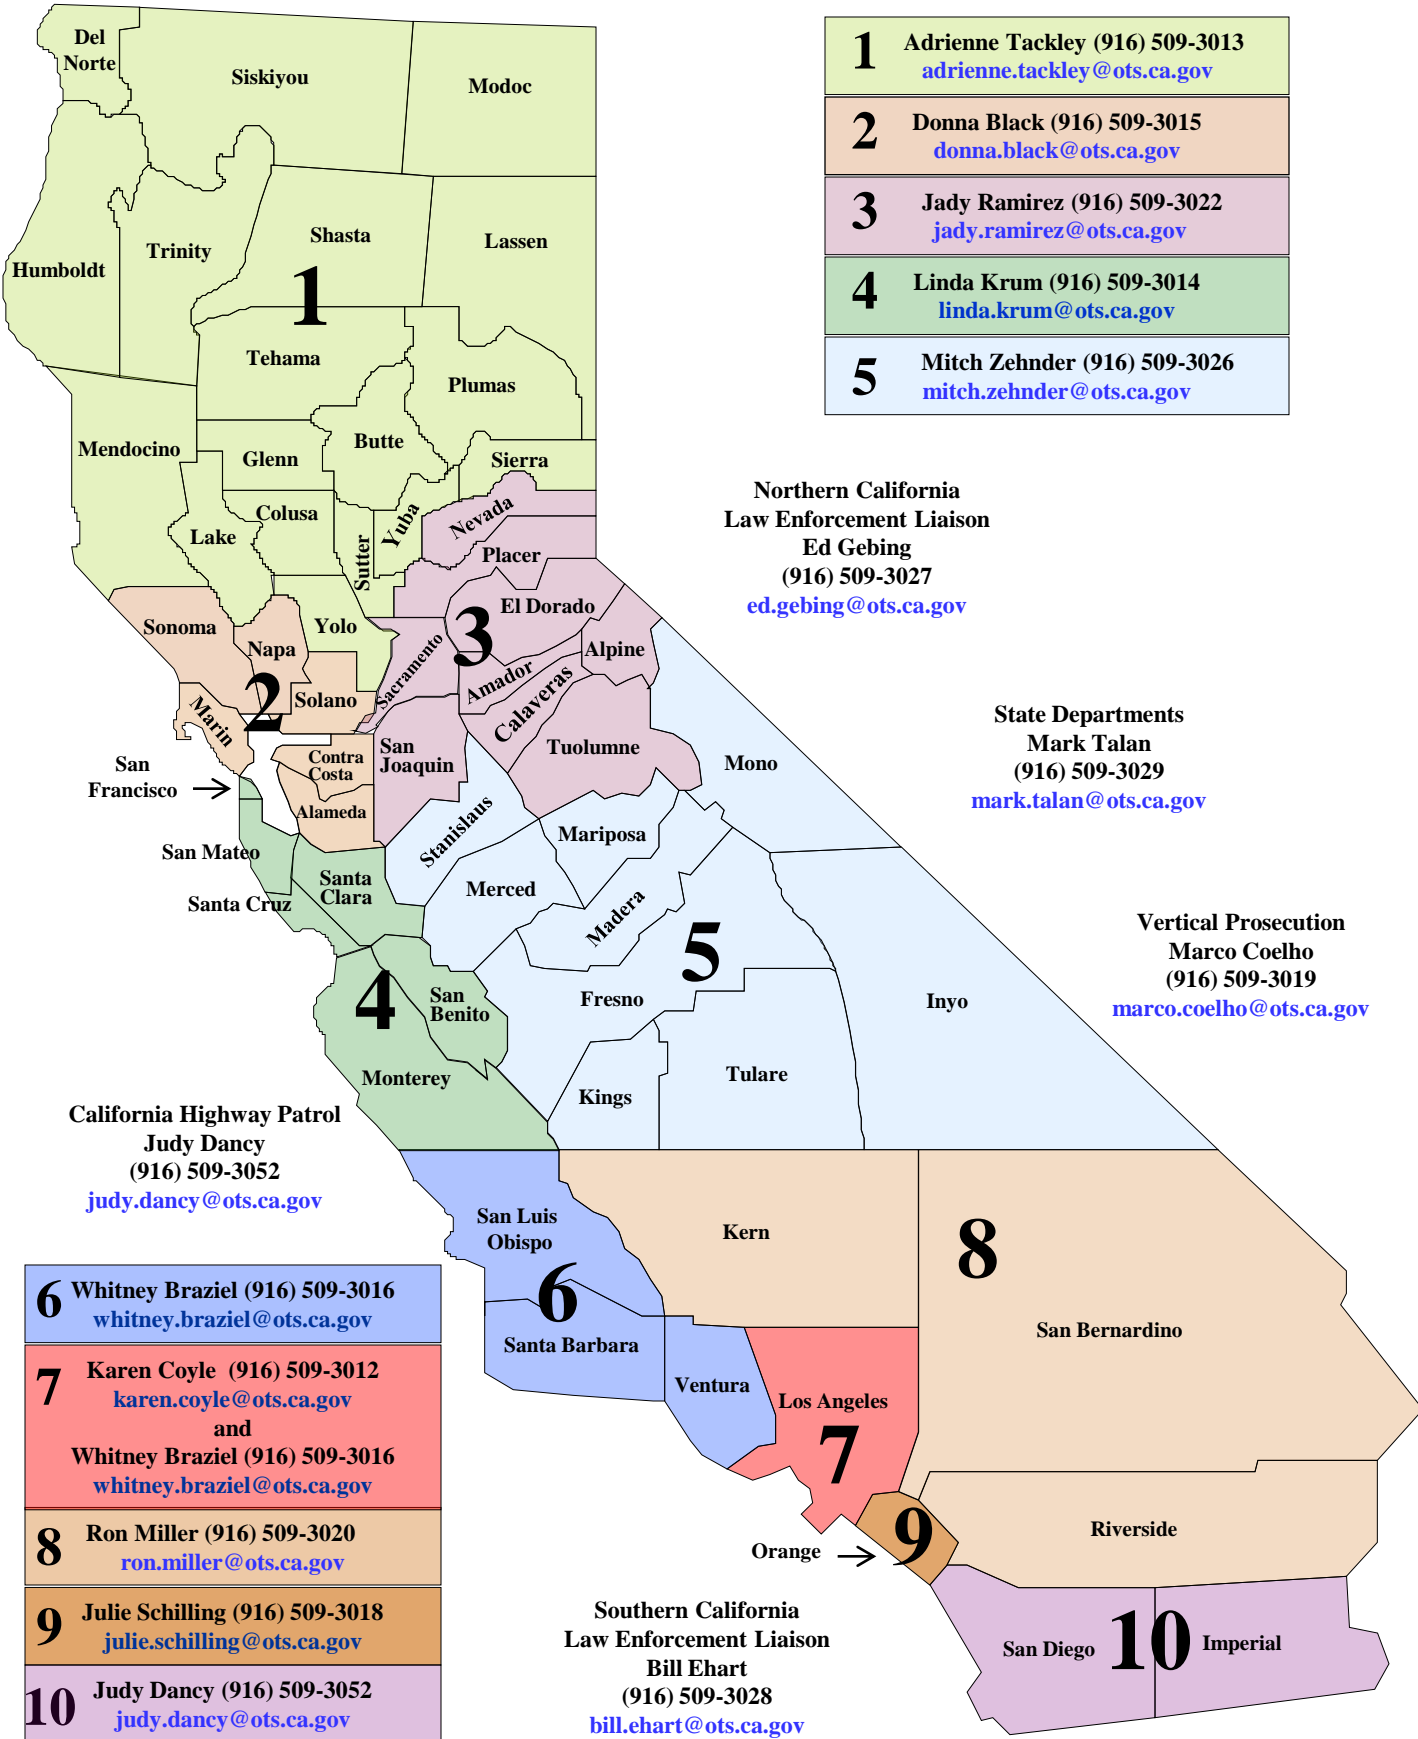 Del
Norte
Siskiyou
Modoc
Humboldt
Trinity
Shasta
Lassen
1
Tehama
Plumas
Mendocino
Glenn
Butte
Sierra
Lake
Colusa
Sutter
Yuba
Nevada
Placer
Sonoma
Napa
Yolo
3
El Dorado
2
Solano
Sacramento
Amador
Alpine
Marin
Calaveras
Contra
Costa
San
Joaquin
Tuolumne
Mono
San
Francisco
Alameda
Stanislaus
Mariposa
San Mateo
Santa
Clara
Merced
Santa Cruz
Madera
5
4
San
Benito
Fresno
Inyo
Monterey
Kings
Tulare
San Luis
Obispo
Kern
8
6
Santa Barbara
San Bernardino
Ventura
Los Angeles
7
Orange
9
Riverside
San Diego
10
Imperial
1 Adrienne Tackley (916) 509-3013
adrienne.tackley@ots.ca.gov
2 Donna Black (916) 509-3015
donna.black@ots.ca.gov
3 Jady Ramirez (916) 509-3022
jady.ramirez@ots.ca.gov
4 Linda Krum (916) 509-3014
linda.krum@ots.ca.gov
5 Mitch Zehnder (916) 509-3026
mitch.zehnder@ots.ca.gov
Northern California
Law Enforcement Liaison
Ed Gebing
(916) 509-3027
ed.gebing@ots.ca.gov
State Departments
Mark Talan
(916) 509-3029
mark.talan@ots.ca.gov
Vertical Prosecution
Marco Coelho
(916) 509-3019
marco.coelho@ots.ca.gov
California Highway Patrol
Judy Dancy
(916) 509-3052
judy.dancy@ots.ca.gov
6 Whitney Braziel (916) 509-3016
whitney.braziel@ots.ca.gov
7 Karen Coyle (916) 509-3012
karen.coyle@ots.ca.gov
and
Whitney Braziel (916) 509-3016
whitney.braziel@ots.ca.gov
8 Ron Miller (916) 509-3020
ron.miller@ots.ca.gov
9 Julie Schilling (916) 509-3018
julie.schilling@ots.ca.gov
10 Judy Dancy (916) 509-3052
judy.dancy@ots.ca.gov
Southern California
Law Enforcement Liaison
Bill Ehart
(916) 509-3028
bill.ehart@ots.ca.gov